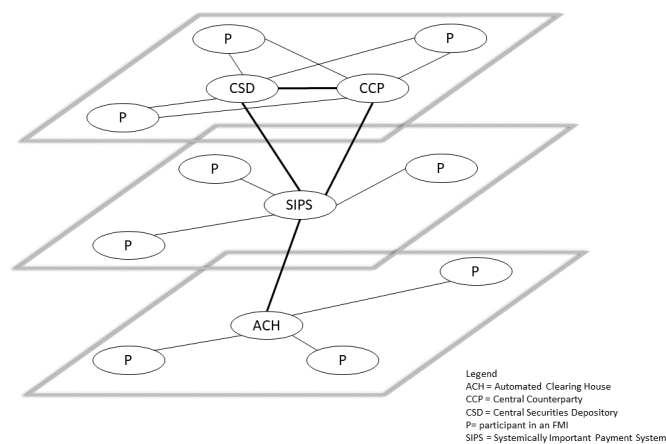 P
P
CSD
CCP
P
P
P
SIPS
P
P
ACH
P
P
Legend
ACH = Automated Clearing House
CCP = Central Counterparty
CSD = Central Securities Depository
P= participant in an FMI
SIPS = Systemically Important Payment System